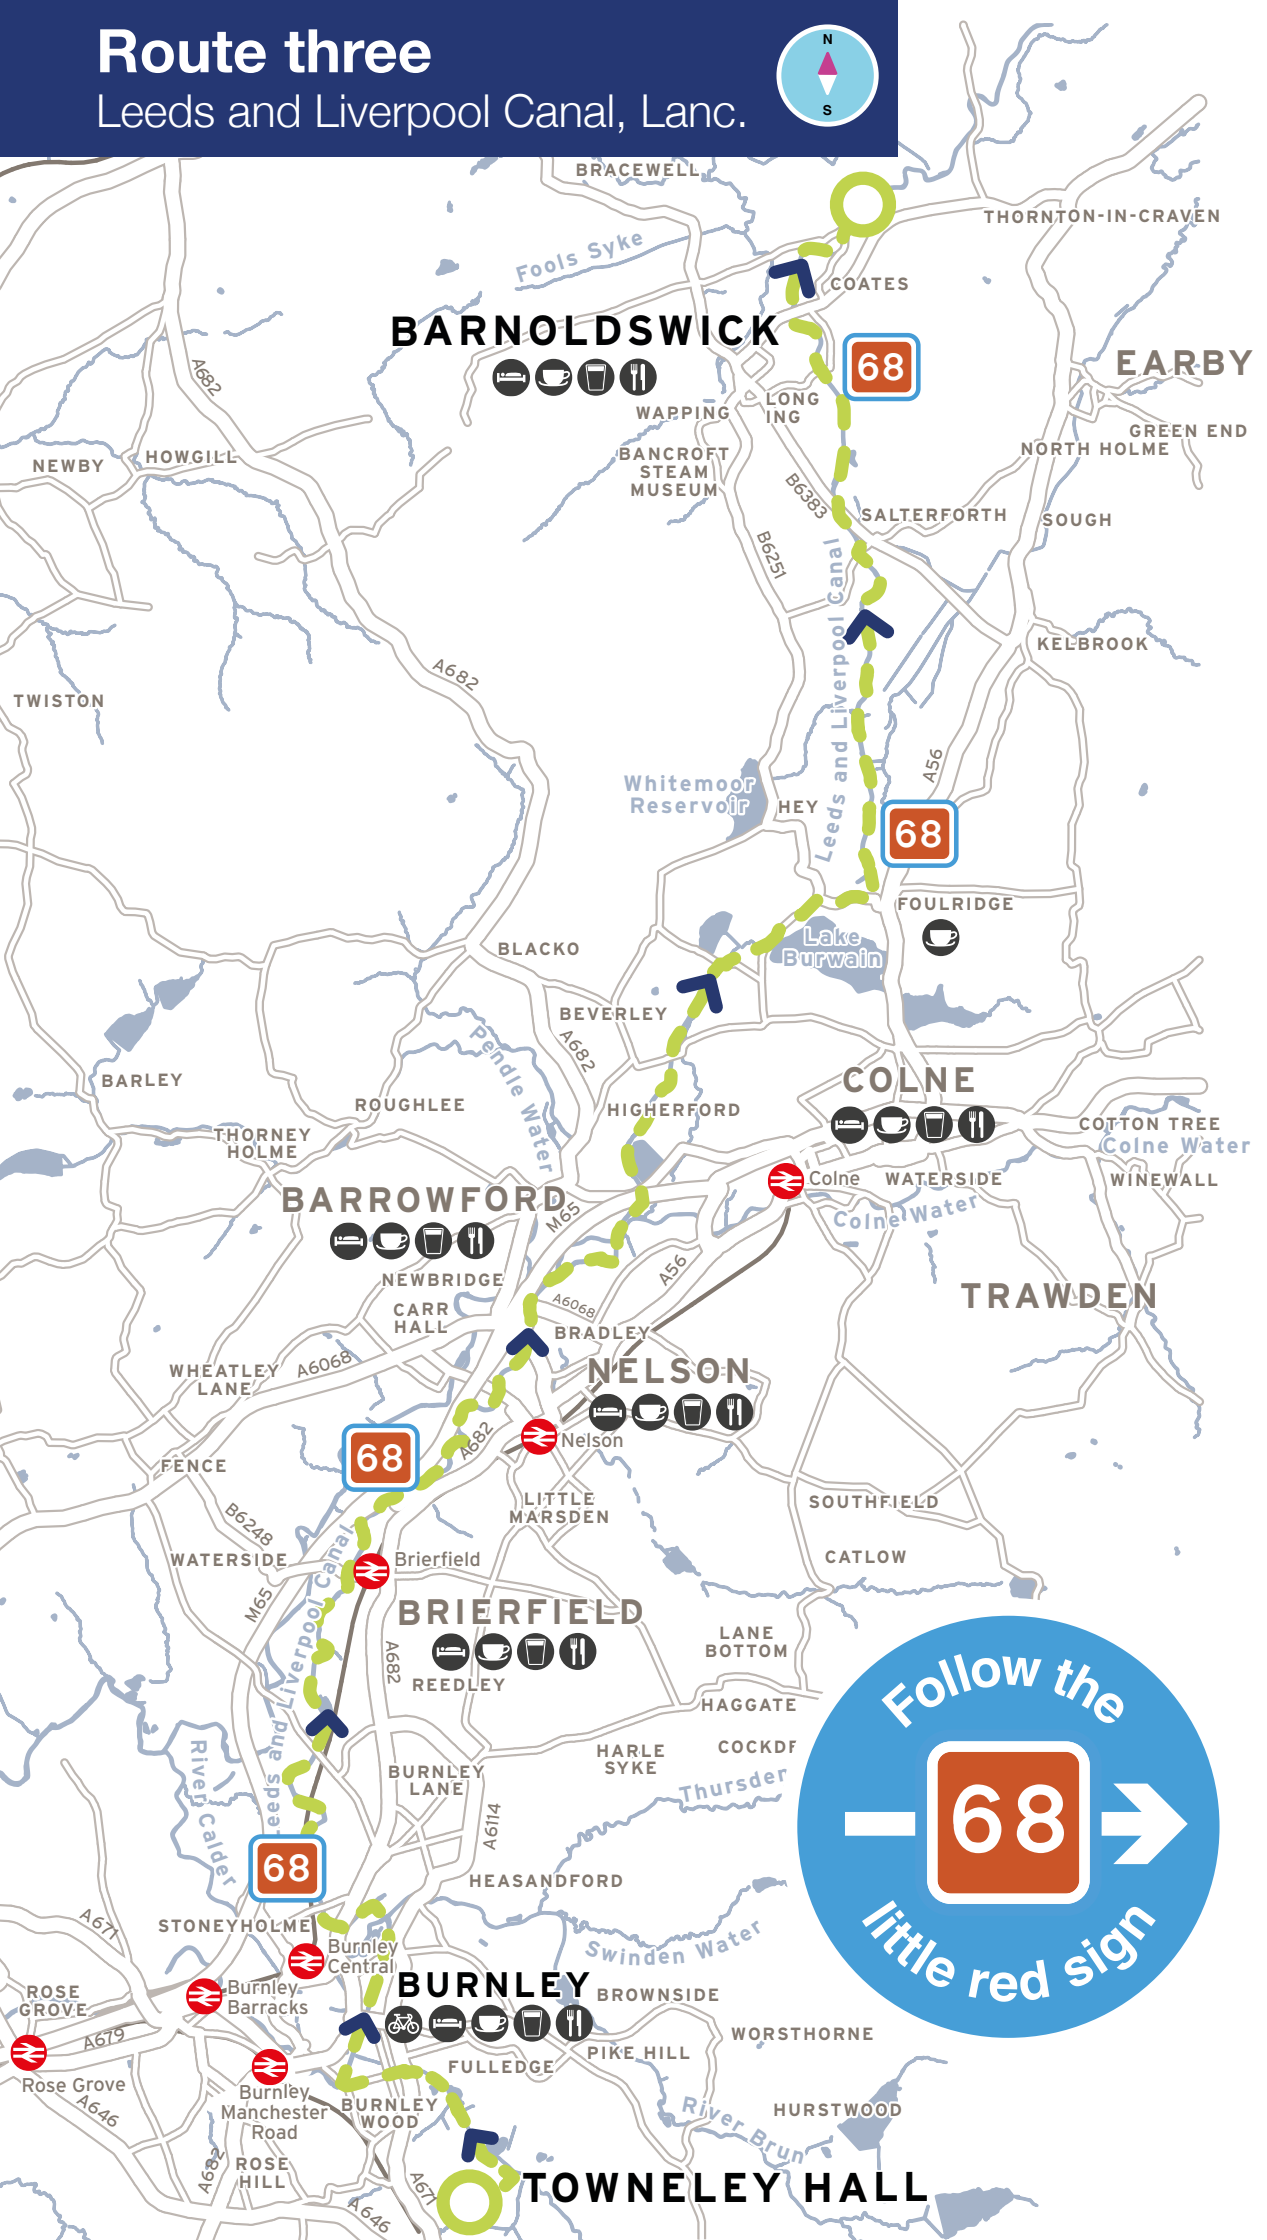 Route three
Leeds and Liverpool Canal, Lanc.
N
S
BRACEWELL
THORNTON-IN-CRAVEN
Fools Syke
COATES
BARNOLDSWICK
68
EARBY
A682
LONG
ING
WAPPING
GREEN END
NORTH HOLME
BANCROFT
STEAM
MUSEUM
NEWBY
HOWGILL
B6383
SALTERFORTH
SOUGH
B6251
Leeds and Liverpool Canal
KELBROOK
A682
TWISTON
A56
Whitemoor
Reservoir
HEY
68
FOULRIDGE
Lake
Burwain
BLACKO
BEVERLEY
A682
Pendle Water
COLNE
BARLEY
ROUGHLEE
HIGHERFORD
THORNEY
HOLME
COTTON TREE
Colne Water
WINEWALL
Colne
WATERSIDE
Colne Water
BARROWFORD
M65
NEWBRIDGE
A56
TRAWDEN
CARR
HALL
A6068
BRADLEY
WHEATLEY
LANE
A6068
NELSON
Nelson
A682
68
FENCE
LITTLE
MARSDEN
SOUTHFIELD
B6248
WATERSIDE
Brierfield
CATLOW
M65
Leeds and Liverpool Canal
BRIERFIELD
A682
REEDLEY
LANE
BOTTOM
HAGGATE
HARLE
SYKE
COCKDE
Thursder
BURNLEY
LANE
River Calder
A6114
68
HEASANDFORD
Follow the
68
little red sign
A671
STONEYHOLME
Burnley
Central
Swinden Water
Burnley
Barracks
ROSE
GROVE
BURNLEY
BROWNSIDE
A679
WORSTHORNE
PIKE HILL
FULLEDGE
Rose Grove
Burnley
Manchester
Road
A646
BURNLEY
WOOD
River Brun
HURSTWOOD
A682
ROSE
HILL
A671
A646
TOWNELEY HALL